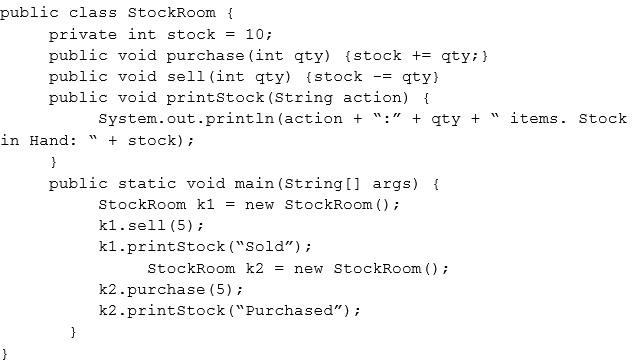 public class StockRoom {
private int stock = 10;
public void purchase(int qty) {stock += qty;}
public void sell(int qty) {stock -= qty}
public void printStock(String action) {
System.out.println(action + “:” + qty + “ items. Stock
in Hand: “ + stock);
}
public static void main(String[] args) {
StockRoom k1 = new StockRoom();
k1.sell(5);
k1.printStock(“Sold”);
StockRoom k2 = new StockRoom();
k2.purchase(5);
k2.printStock(“Purchased”);
}
}